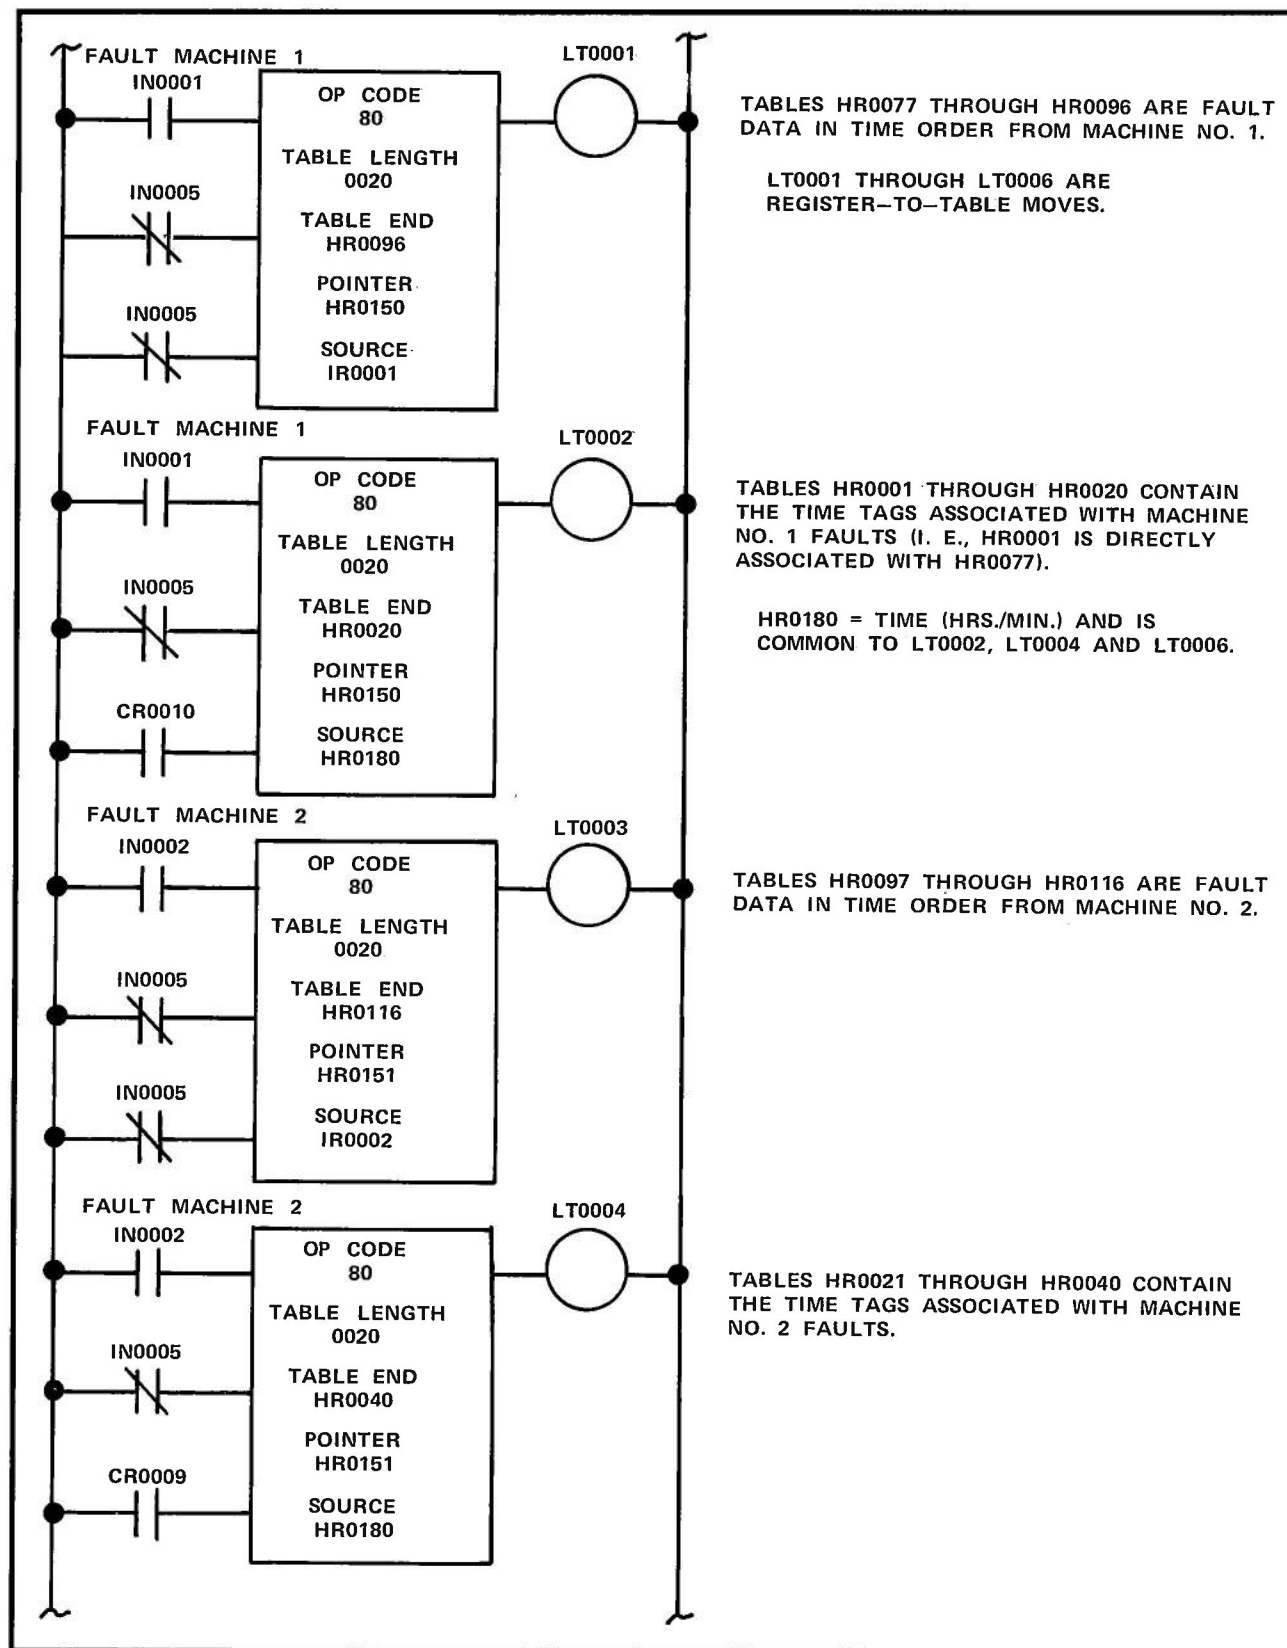 FAULT MACHINE 1
IN0001
OP CODE
80
TABLE LENGTH
0020
IN0005
TABLE END
HR0096
POINTER
HR0150
IN0005
SOURCE
IR0001
LT0001
TABLES HR0077 THROUGH HR0096 ARE FAULT
DATA IN TIME ORDER FROM MACHINE NO. 1.
LT0001 THROUGH LT0006 ARE
REGISTER–TO–TABLE MOVES.
FAULT MACHINE 1
IN0001
OP CODE
80
TABLE LENGTH
0020
IN0005
TABLE END
HR0020
POINTER
HR0150
CR0010
SOURCE
HR0180
LT0002
TABLES HR0001 THROUGH HR0020 CONTAIN
THE TIME TAGS ASSOCIATED WITH MACHINE
NO. 1 FAULTS (I. E., HR0001 IS DIRECTLY
ASSOCIATED WITH HR0077).
HR0180 = TIME (HRS./MIN.) AND IS
COMMON TO LT0002, LT0004 AND LT0006.
FAULT MACHINE 2
IN0002
OP CODE
80
TABLE LENGTH
0020
IN0005
TABLE END
HR0116
POINTER
HR0151
IN0005
SOURCE
IR0002
LT0003
TABLES HR0097 THROUGH HR0116 ARE FAULT
DATA IN TIME ORDER FROM MACHINE NO. 2.
FAULT MACHINE 2
IN0002
OP CODE
80
TABLE LENGTH
0020
IN0005
TABLE END
HR0040
POINTER
HR0151
CR0009
SOURCE
HR0180
LT0004
TABLES HR0021 THROUGH HR0040 CONTAIN
THE TIME TAGS ASSOCIATED WITH MACHINE
NO. 2 FAULTS.